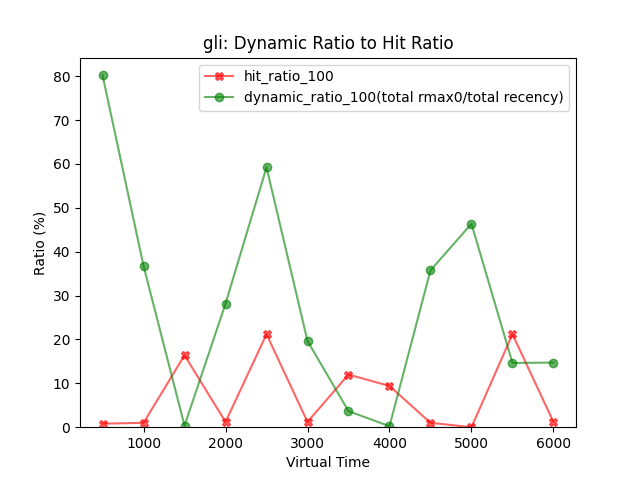 gli: Dynamic Ratio to Hit Ratio
hit_ratio_100
dynamic_ratio_100(total rmax0/total recency)
Ratio (%)
80
70
60
50
40
30
20
10
0
1000 2000 3000 4000 5000 6000
Virtual Time